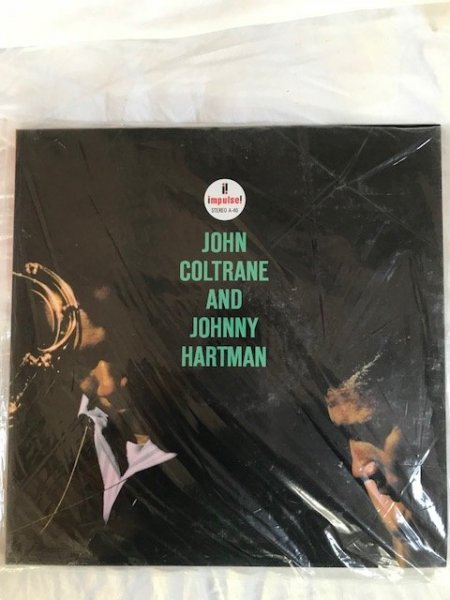 i!
impulse!
STEREO A-40
JOHN
COLTRANE
AND
JOHNNY
HARTMAN